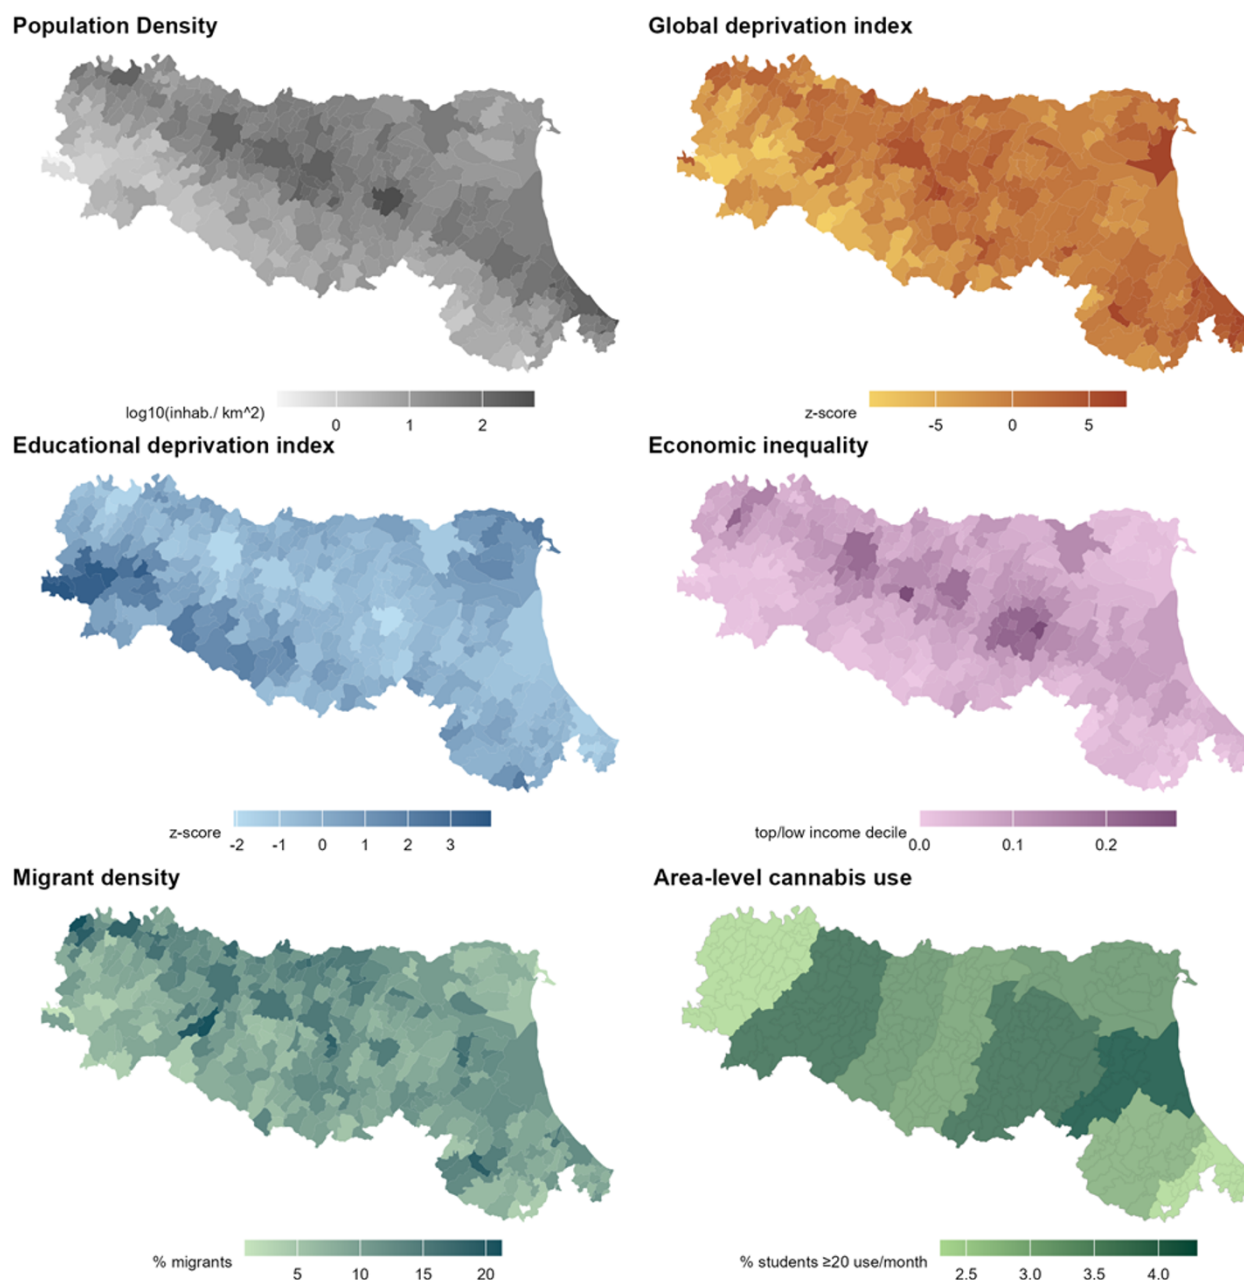 Population Density
Global deprivation index
log10(inhab./ km^2)
0 1 2
z-score
-5 0 5
Educational deprivation index
Economic inequality
z-score
-2 -1 0 1 2 3
top/low income decile
0.0 0.1 0.2
Migrant density
Area-level cannabis use
% migrants
5 10 15 20
% students ≥20 use/month
2.5 3.0 3.5 4.0